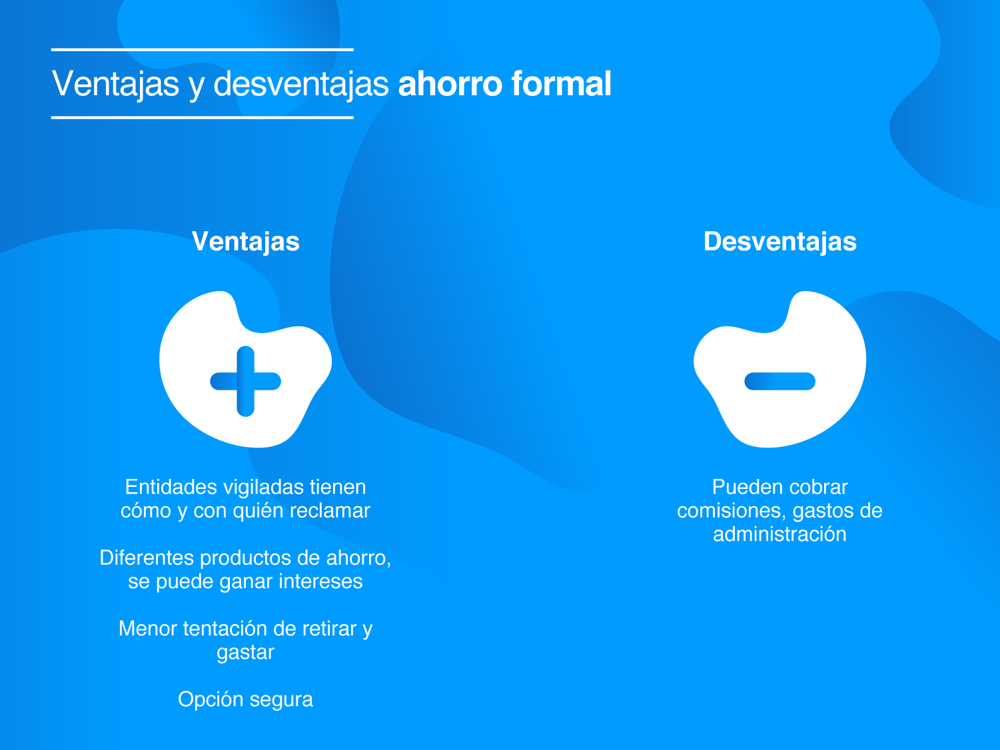 Ventajas y desventajas ahorro formal
Ventajas
Entidades vigiladas tienen
cómo y con quién reclamar
Diferentes productos de ahorro,
se puede ganar intereses
Menor tentación de retirar y
gastar
Opción segura
Desventajas
Pueden cobrar
comisiones, gastos de
administración